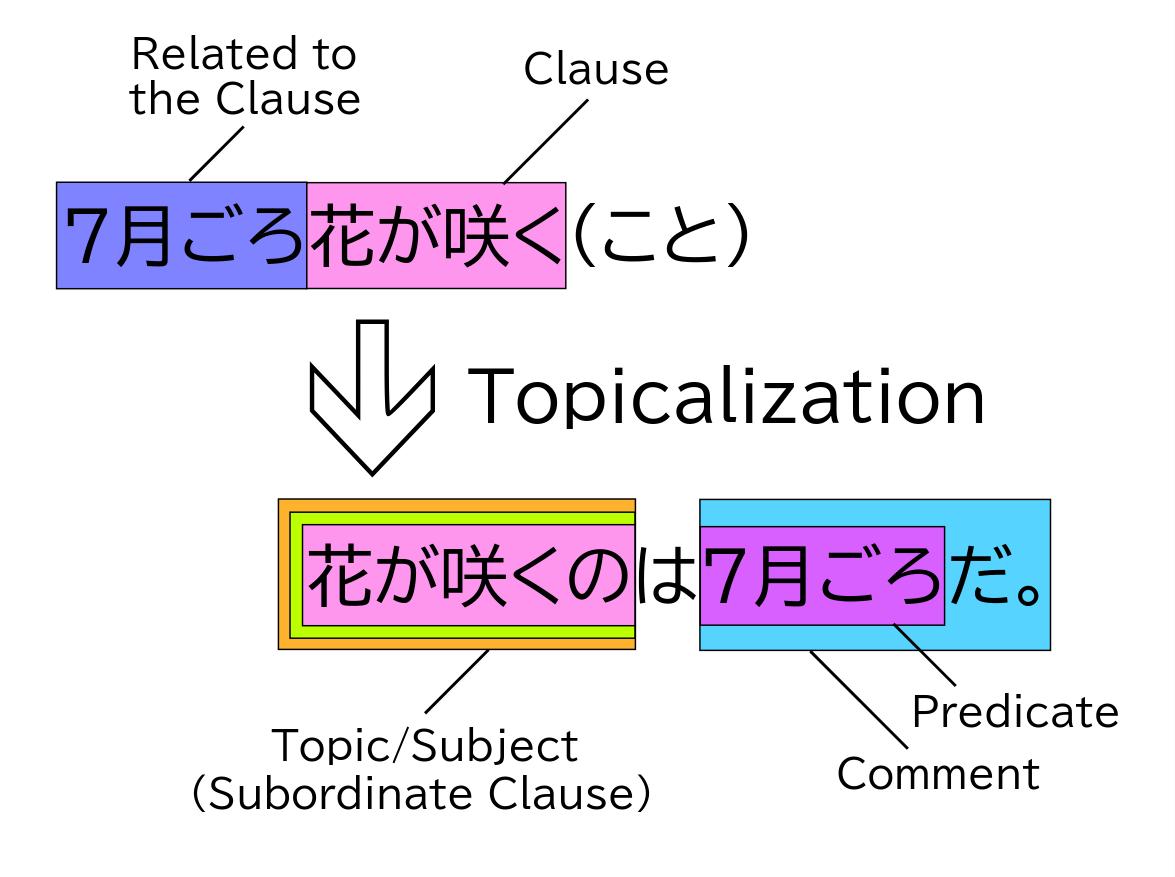 Related to
the Clause
Clause
7月ごろ花が咲く(こと)
Topicalization
花が咲くのは7月ごろだ。
Predicate
Comment
Topic/Subject
(Subordinate Clause)